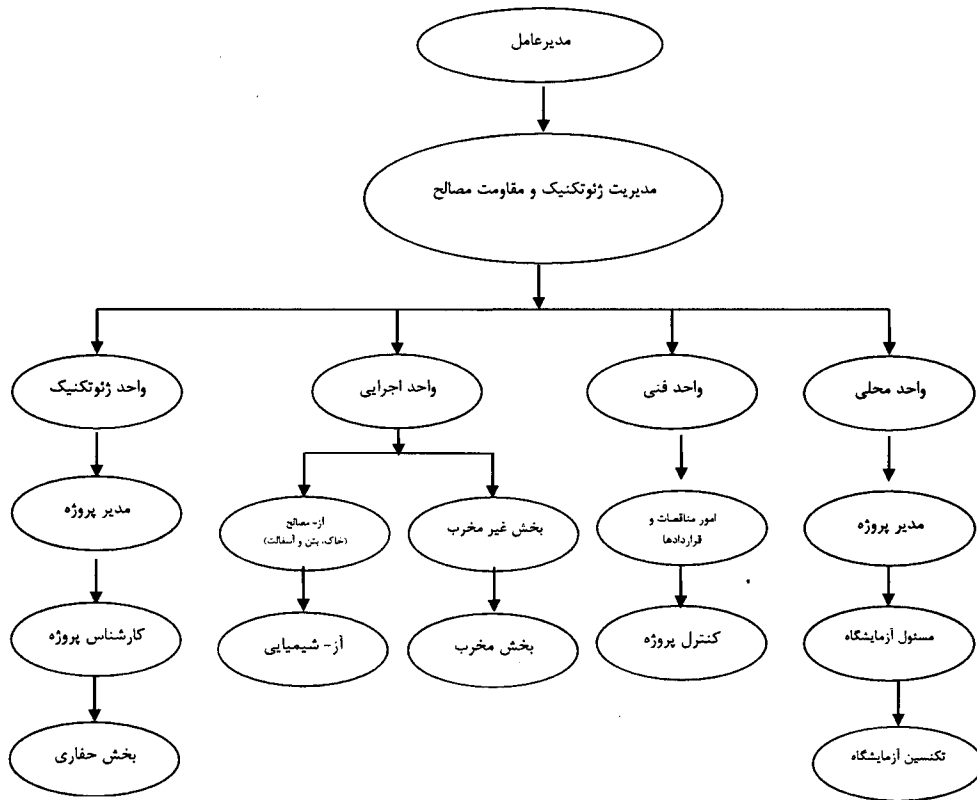 مدیرعامل
مدیریت ژئوتکنیک و مقاومت مصالح
واحد محلی
واحد فنی
واحد اجرایی
واحد ژئوتکنیک
مدیر پروژه
امور مناقصات و
قراردادها
بخش غیر مخرب
از- مصالح
(خاک، بتن و آسفالت)
مدیر پروژه
مسئول آزمایشگاه
کنترل پروژه
بخش مخرب
آز- شیمیایی
کارشناس پروژه
تکنسین آزمایشگاه
بخش حفاری